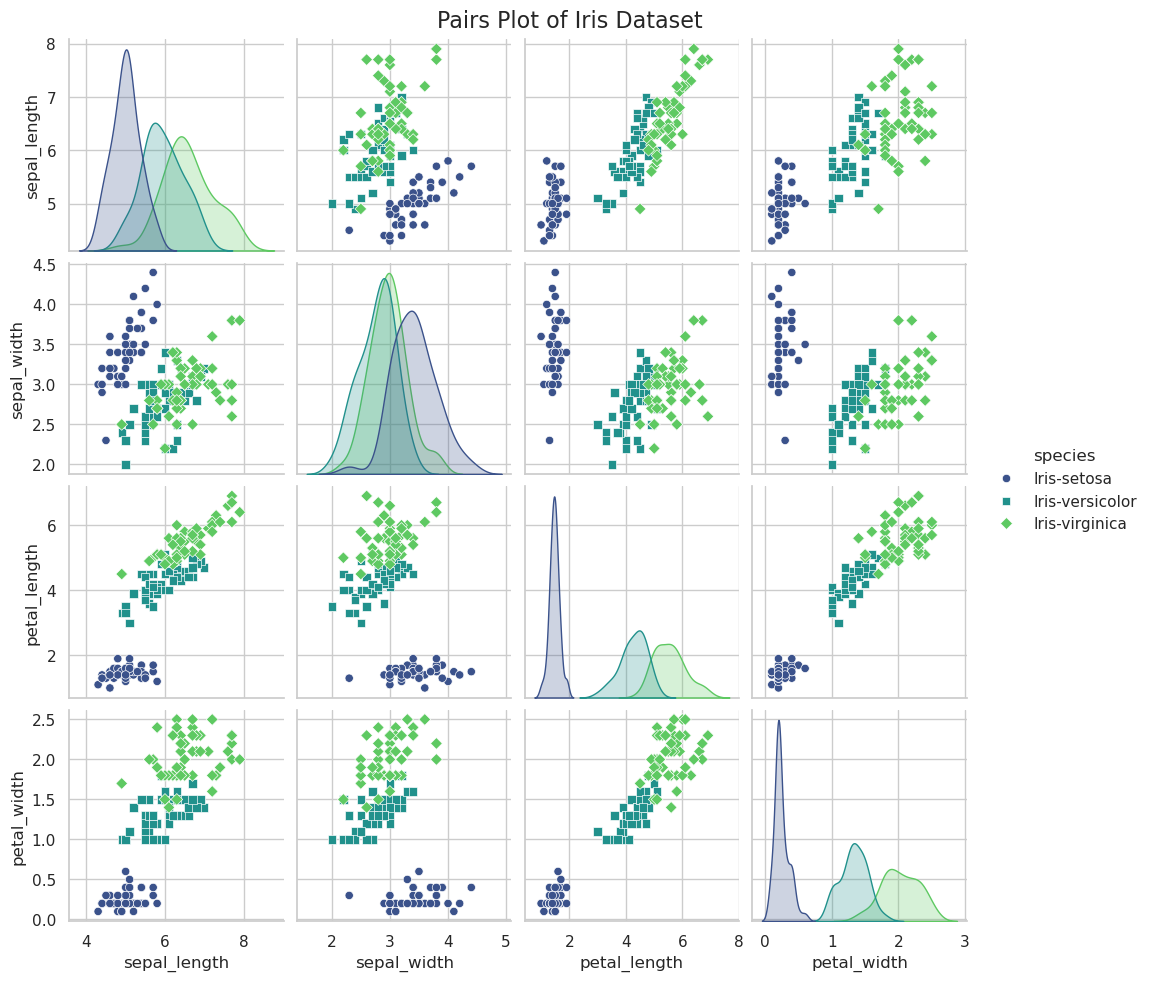 Pairs Plot of Iris Dataset
8
7
6
5
sepal_length
4.5
4.0
3.5
3.0
2.5
2.0
sepal_width
6
4
2
petal_length
2.5
2.0
1.5
1.0
0.5
0.0
petal_width
4 6 8
sepal_length
2 3 4 5
sepal_width
2 4 6 8
petal_length
0 1 2 3
petal_width
species
Iris-setosa
Iris-versicolor
Iris-virginica